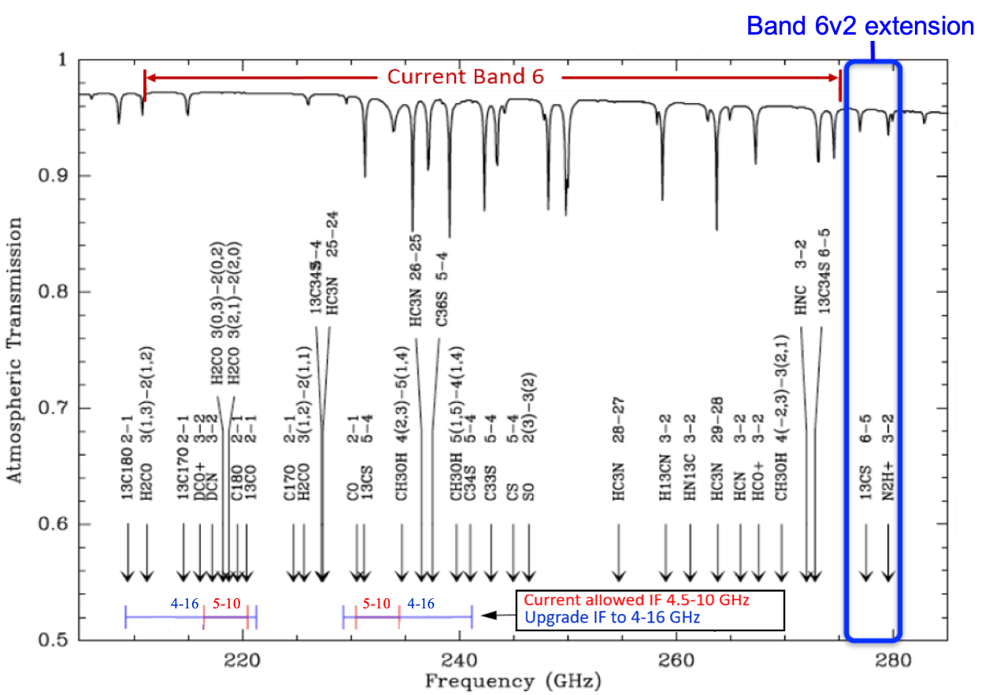 Band 6v2 extension
Current Band 6
1
0.9
0.8
0.7
0.6
0.5
Atmospheric Transmission
13C18O 2-1
H2CO 3(1,3)-2(1,2)
13C17O 2-1
DCO+ 3-2
DCN 3-2
H2CO 3(0,3)-2(0,2)
H2CO 3(2,1)-2(2,0)
C18O 2-1
13CO 2-1
C17O 2-1
H2CO 3(1,2)-2(1,1)
13C34S 5-4
HC3N 25-24
CO 2-1
13CS 5-4
CH3OH 4(2,3)-5(1,4)
HC3N 26-25
C36S 5-4
CH3OH 5(1,5)-4(1,4)
C34S 5-4
C33S 5-4
CS 5-4
SO 2(3)-3(2)
HC3N 28-27
H13CN 3-2
HN13C 3-2
HC3N 29-28
HCN 3-2
HCO+ 3-2
CH3OH 4(-2,3)-3(2,1)
HNC 3-2
13C34S 6-5
13CS 6-5
N2H+ 3-2
4-16 5-10
5-10 4-16
Current allowed IF 4.5-10 GHz
Upgrade IF to 4-16 GHz
220
240
260
280
Frequency (GHz)